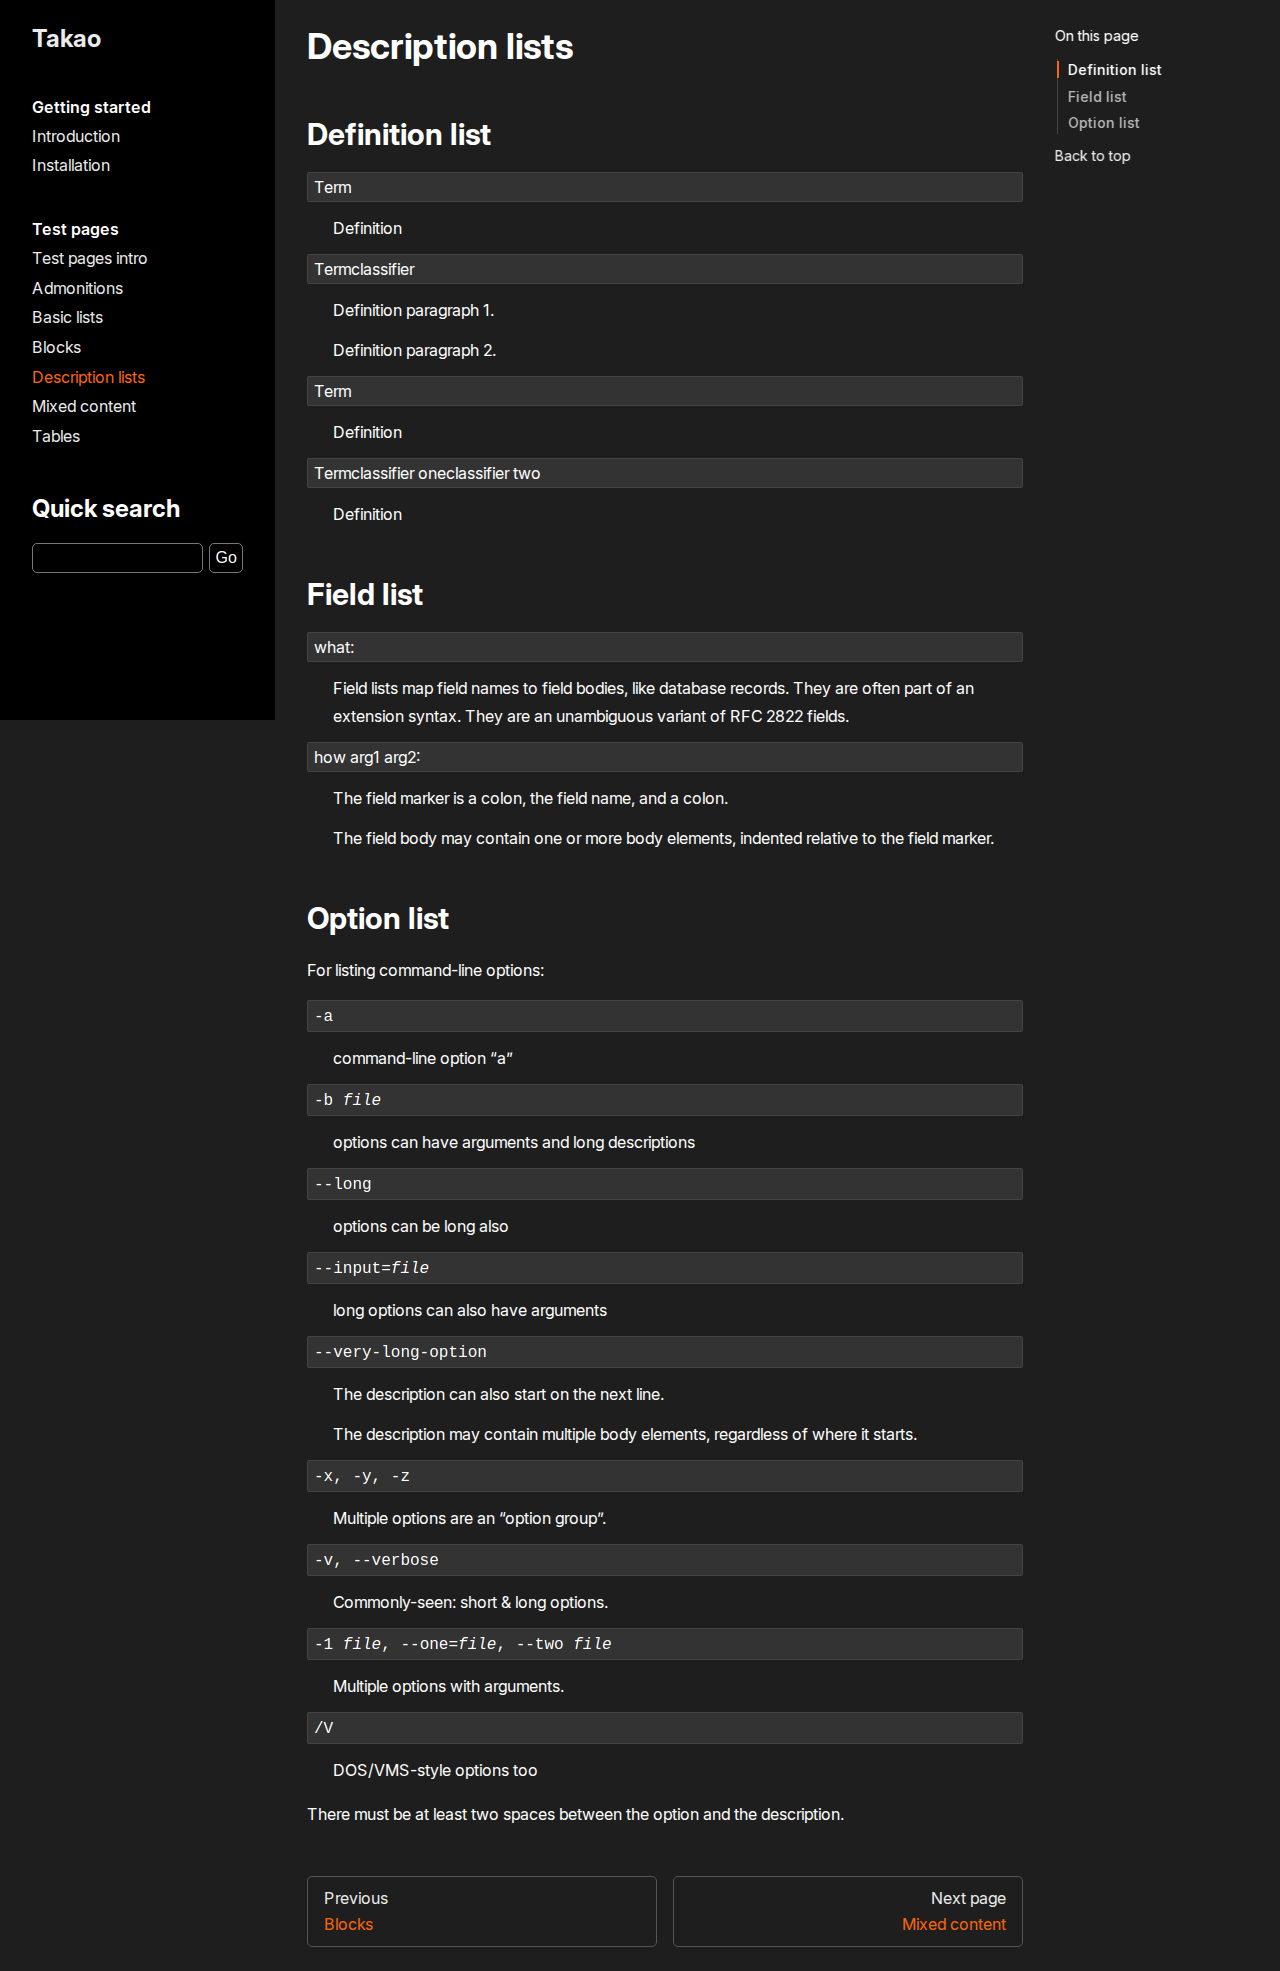 Takao
Getting started
Introduction
Installation
Test pages
Test pages intro
Admonitions
Basic lists
Blocks
Description lists
Mixed content
Tables
Quick search
Go
Description lists
Definition list
Term
Definition
Termclassifier
Definition paragraph 1.
Definition paragraph 2.
Term
Definition
Termclassifier oneclassifier two
Definition
Field list
what:
Field lists map field names to field bodies, like database records. They are often part of an
extension syntax. They are an unambiguous variant of RFC 2822 fields.
how arg1 arg2:
The field marker is a colon, the field name, and a colon.
The field body may contain one or more body elements, indented relative to the field marker.
Option list
For listing command-line options:
-a
command-line option “a”
-b file
options can have arguments and long descriptions
--long
options can be long also
--input=file
long options can also have arguments
--very-long-option
The description can also start on the next line.
The description may contain multiple body elements, regardless of where it starts.
-x, -y, -z
Multiple options are an “option group”.
-v, --verbose
Commonly-seen: short & long options.
-1 file, --one=file, --two file
Multiple options with arguments.
/V
DOS/VMS-style options too
There must be at least two spaces between the option and the description.
Previous
Blocks
Next page
Mixed content
On this page
Definition list
Field list
Option list
Back to top